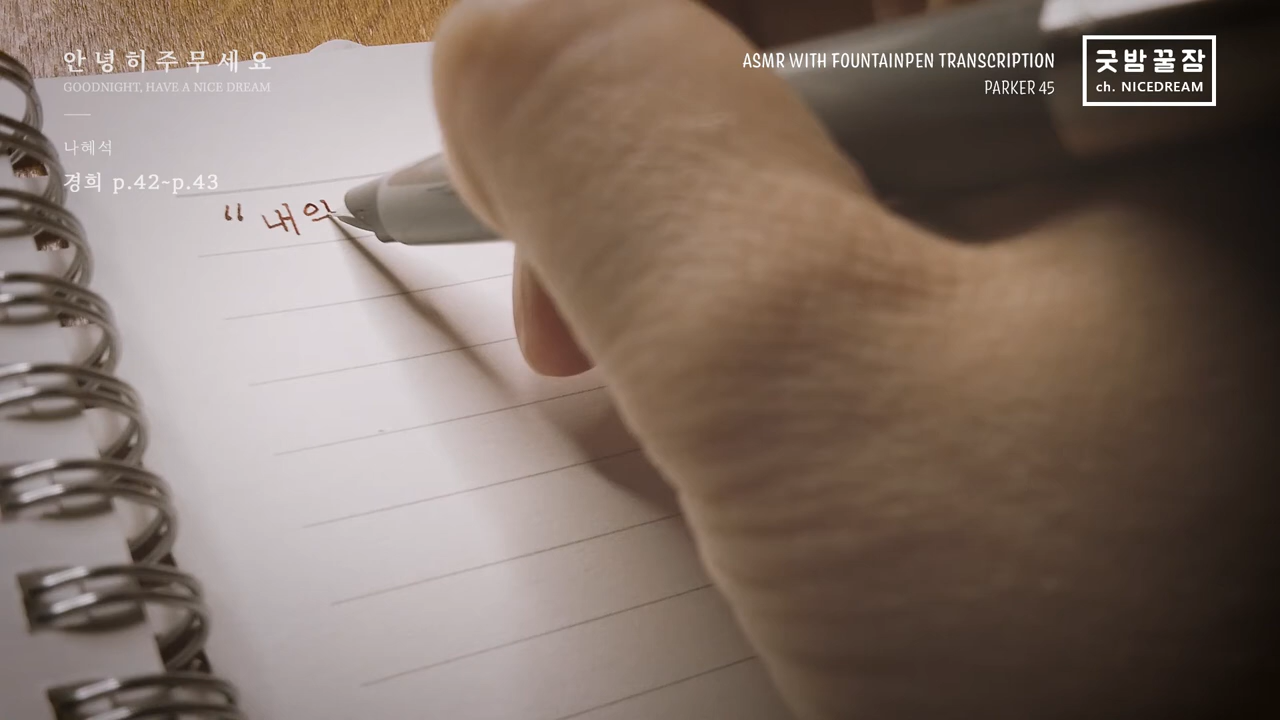 안녕히주무세요
GOODNIGHT, HAVE A NICE DREAM
나혜석
경희 p.42~p.43
ASMR WITH FOUNTAINPEN TRANSCRIPTION
PARKER 45
굿밤꿀잠
ch. NICEDREAM
" 내악